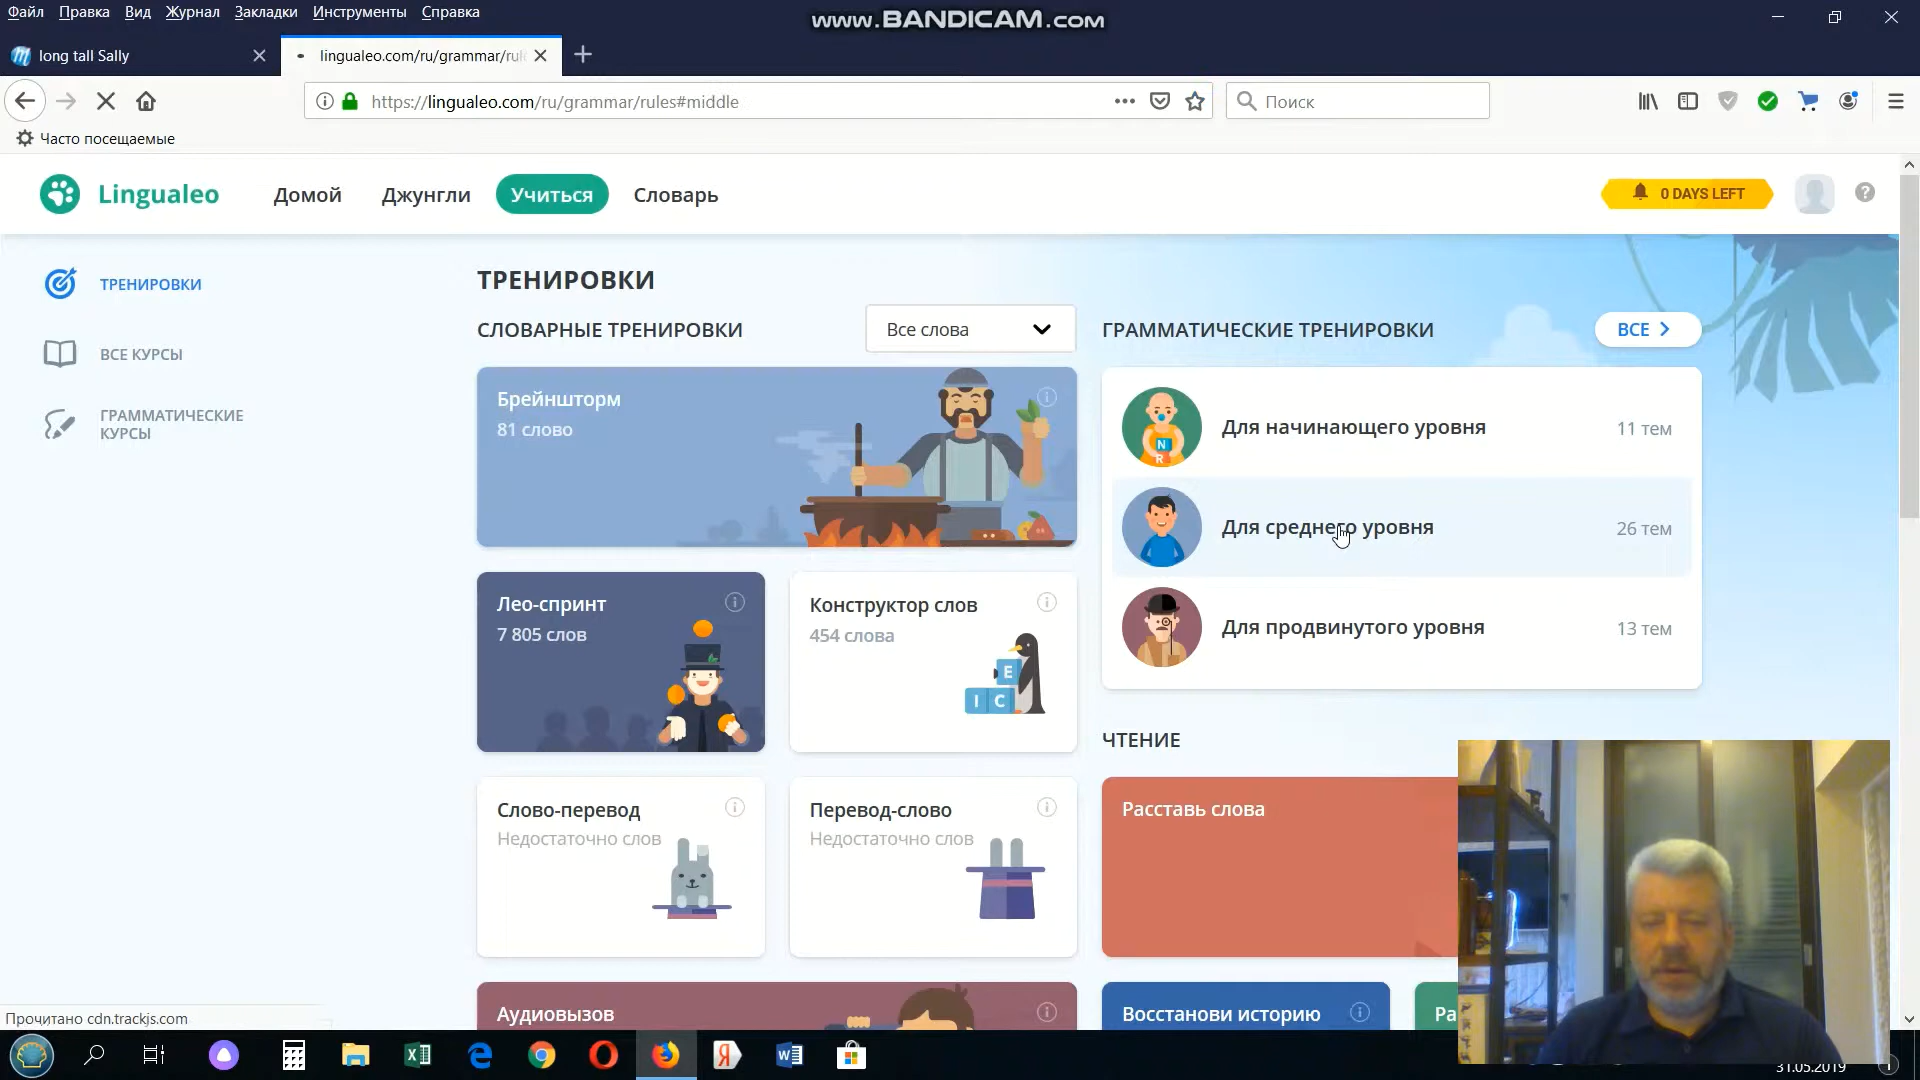 Файл Правка Вид Журнал Закладки Инструменты Справка
WWW.BANDICAM.COM
long tall Sally
lingualeo.com/ru/grammar/rul
https://lingualeo.com/ru/grammar/rules#middle
Поиск
Часто посещаемые
Lingualeo
Домой
Джунгли
Учиться
Словарь
0 DAYS LEFT
ТРЕНИРОВКИ
ВСЕ КУРСЫ
ГРАММАТИЧЕСКИЕ
КУРСЫ
ТРЕНИРОВКИ
СЛОВАРНЫЕ ТРЕНИРОВКИ
Все слова
Брейншторм
81 слово
Лео-спринт
7 805 слов
Конструктор слов
454 слова
E
I C
Слово-перевод
Недостаточно слов
Перевод-слово
Недостаточно слов
Аудиовызов
ГРАММАТИЧЕСКИЕ ТРЕНИРОВКИ
ВСЕ
N
R
Для начинающего уровня
11 тем
Для среднего уровня
26 тем
Для продвинутого уровня
13 тем
ЧТЕНИЕ
Расставь слова
Восстанови историю
Ра
Прочитано cdn.trackjs.com
31.05.2019